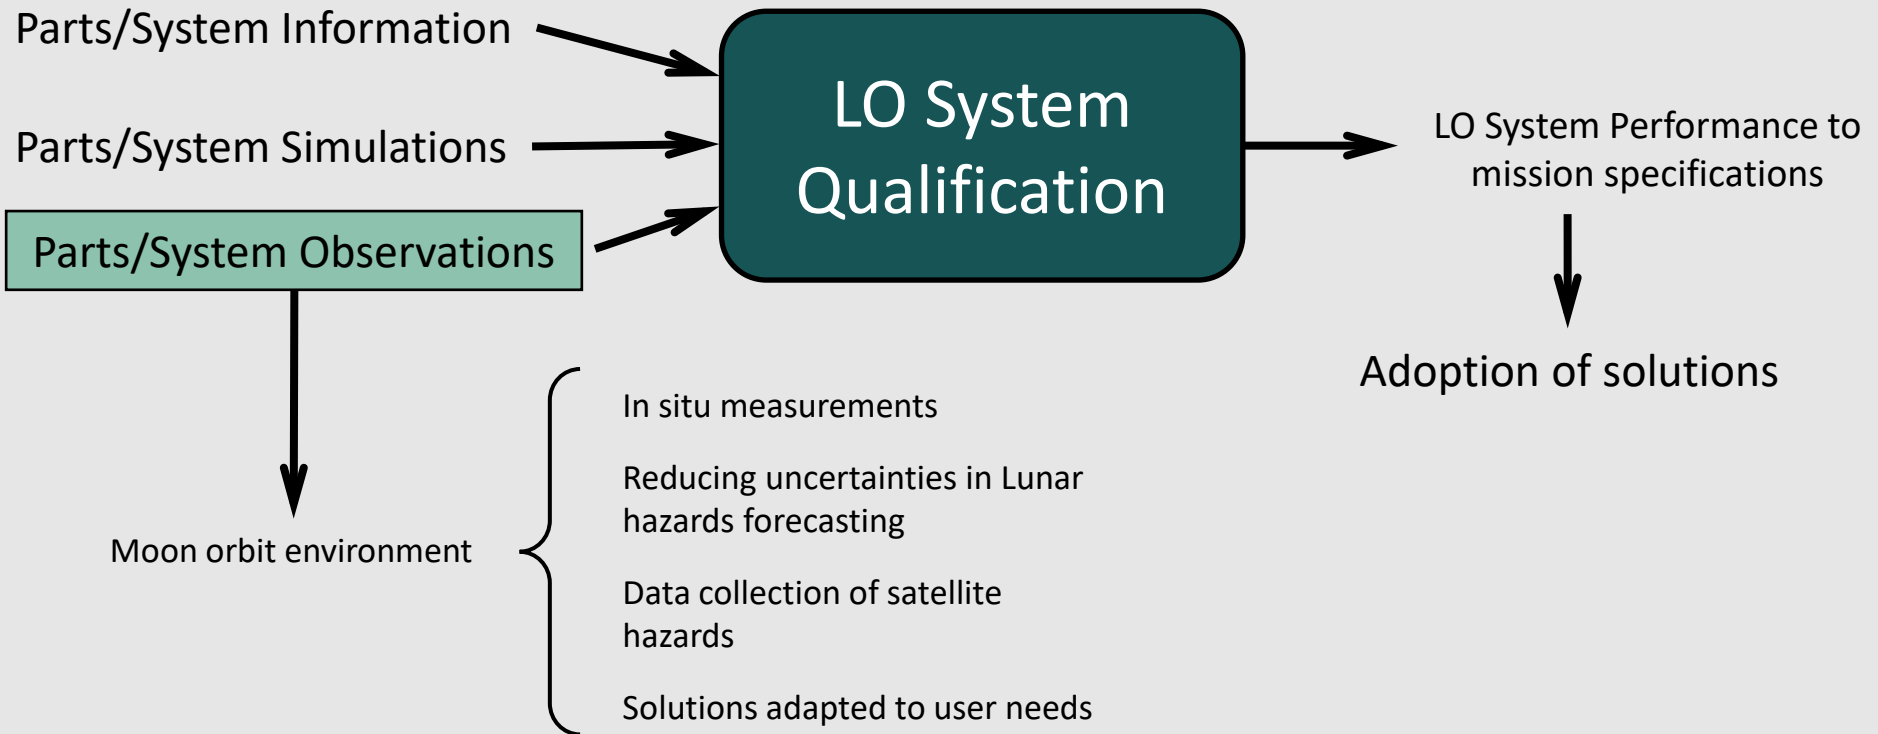 Parts/System Information
Parts/System Simulations
Parts/System Observations
LO System
Qualification
LO System Performance to
mission specifications
Adoption of solutions
Moon orbit environment
In situ measurements
Reducing uncertainties in Lunar
hazards forecasting
Data collection of satellite
hazards
Solutions adapted to user needs